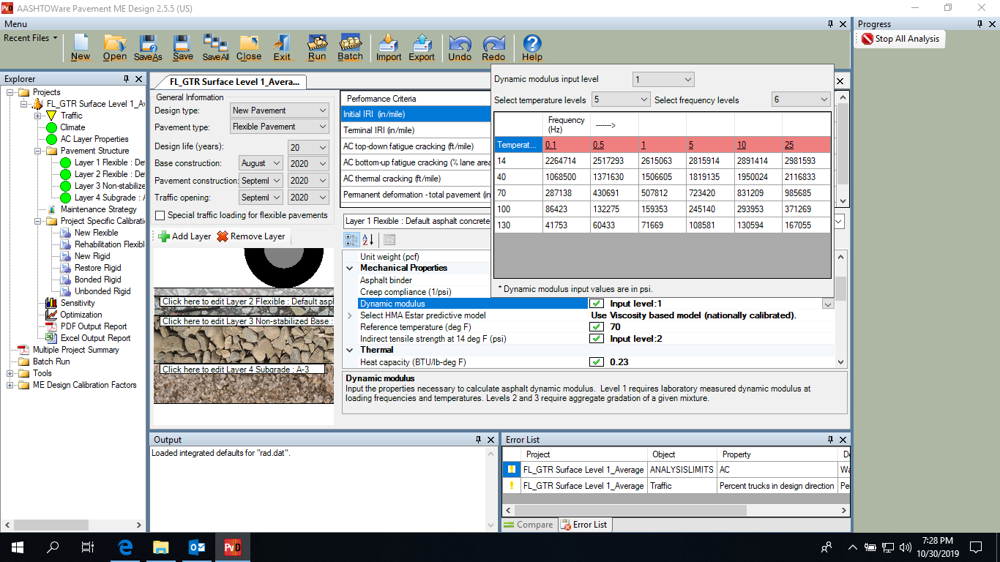 AASHTOWare Pavement ME Design 2.5.5 (US)
Menu
Recent Files
New Open SaveAs Save SaveAll Close Exit Run Batch Import Export Undo Redo Help
Progress
Stop All Analysis
Explorer
Projects
FL_GTR Surface Level 1_Av
Traffic
Climate
AC Layer Properties
Pavement Structure
Layer 1 Flexible : De
Layer 2 Flexible : De
Layer 3 Non-stabilize
Layer 4 Subgrade : A
Maintenance Strategy
Project Specific Calibrati
New Flexible
Rehabilitation Flexibl
New Rigid
Restore Rigid
Bonded Rigid
Unbonded Rigid
Sensitivity
Optimization
PDF Output Report
Excel Output Report
Multiple Project Summary
Batch Run
Tools
ME Design Calibration Factors
FL_GTR Surface Level 1_Avera...
General Information
Design type: New Pavement
Pavement type: Flexible Pavement
Design life (years): 20
Base construction: August 2020
Pavement construction: Septeml 2020
Traffic opening: Septeml 2020
Special traffic loading for flexible pavements
Add Layer Remove Layer
Click here to edit Layer 2 Flexible : Default asp
Click here to edit Layer 3 Non-stabilized Base :
Click here to edit Layer 4 Subgrade : A-3
Performance Criteria
Initial IRI (in/mile)
Terminal IRI (in/mile)
AC top-down fatigue cracking (ft/mile)
AC bottom-up fatigue cracking (% lane area
AC thermal cracking (ft/mile)
Permanent deformation - total pavement (in
Layer 1 Flexible : Default asphalt concrete
Dynamic modulus input level 1
Select temperature levels 5 Select frequency levels 6
Frequency (Hz) ------->
Temperat... 0.1 0.5 1 5 10 25
14 2264714 2517293 2615063 2815914 2891414 2981593
40 1068500 1371630 1506605 1819135 1950024 2116833
70 287138 430691 507812 723420 831209 985685
100 86423 132275 159353 245140 293953 371269
130 41753 60433 71669 108581 130594 167055
* Dynamic modulus input values are in psi.
Unit weight (pcf)
Mechanical Properties
Asphalt binder
Creep compliance (1/psi)
Dynamic modulus Input level:1
Select HMA Estar predictive model Use Viscosity based model (nationally calibrated).
Reference temperature (deg F) 70
Indirect tensile strength at 14 deg F (psi) Input level:2
Thermal
Heat capacity (BTU/lb-deg F) 0.23
Dynamic modulus
Input the properties necessary to calculate asphalt dynamic modulus. Level 1 requires laboratory measured dynamic modulus at
loading frequencies and temperatures. Levels 2 and 3 require aggregate gradation of a given mixture.
Output
Loaded integrated defaults for "rad.dat".
Error List
Project Object Property De
FL_GTR Surface Level 1_Average ANALYSISLIMITS AC Wa
FL_GTR Surface Level 1_Average Traffic Percent trucks in design direction Pe
Compare Error List
7:28 PM
10/30/2019